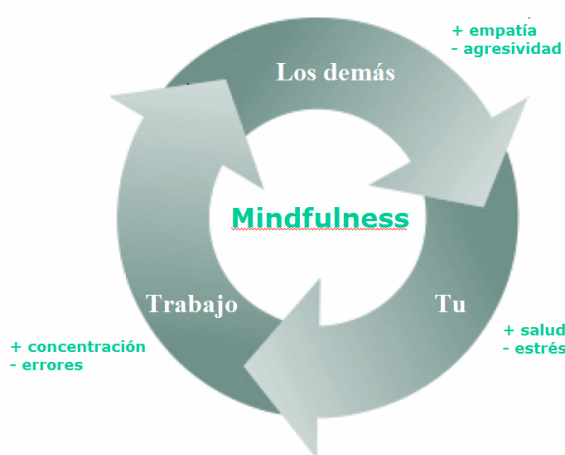 + empatía
- agresividad
Los demás
Mindfulness
Trabajo
Tu
+ salud
- estrés
+ concentración
- errores